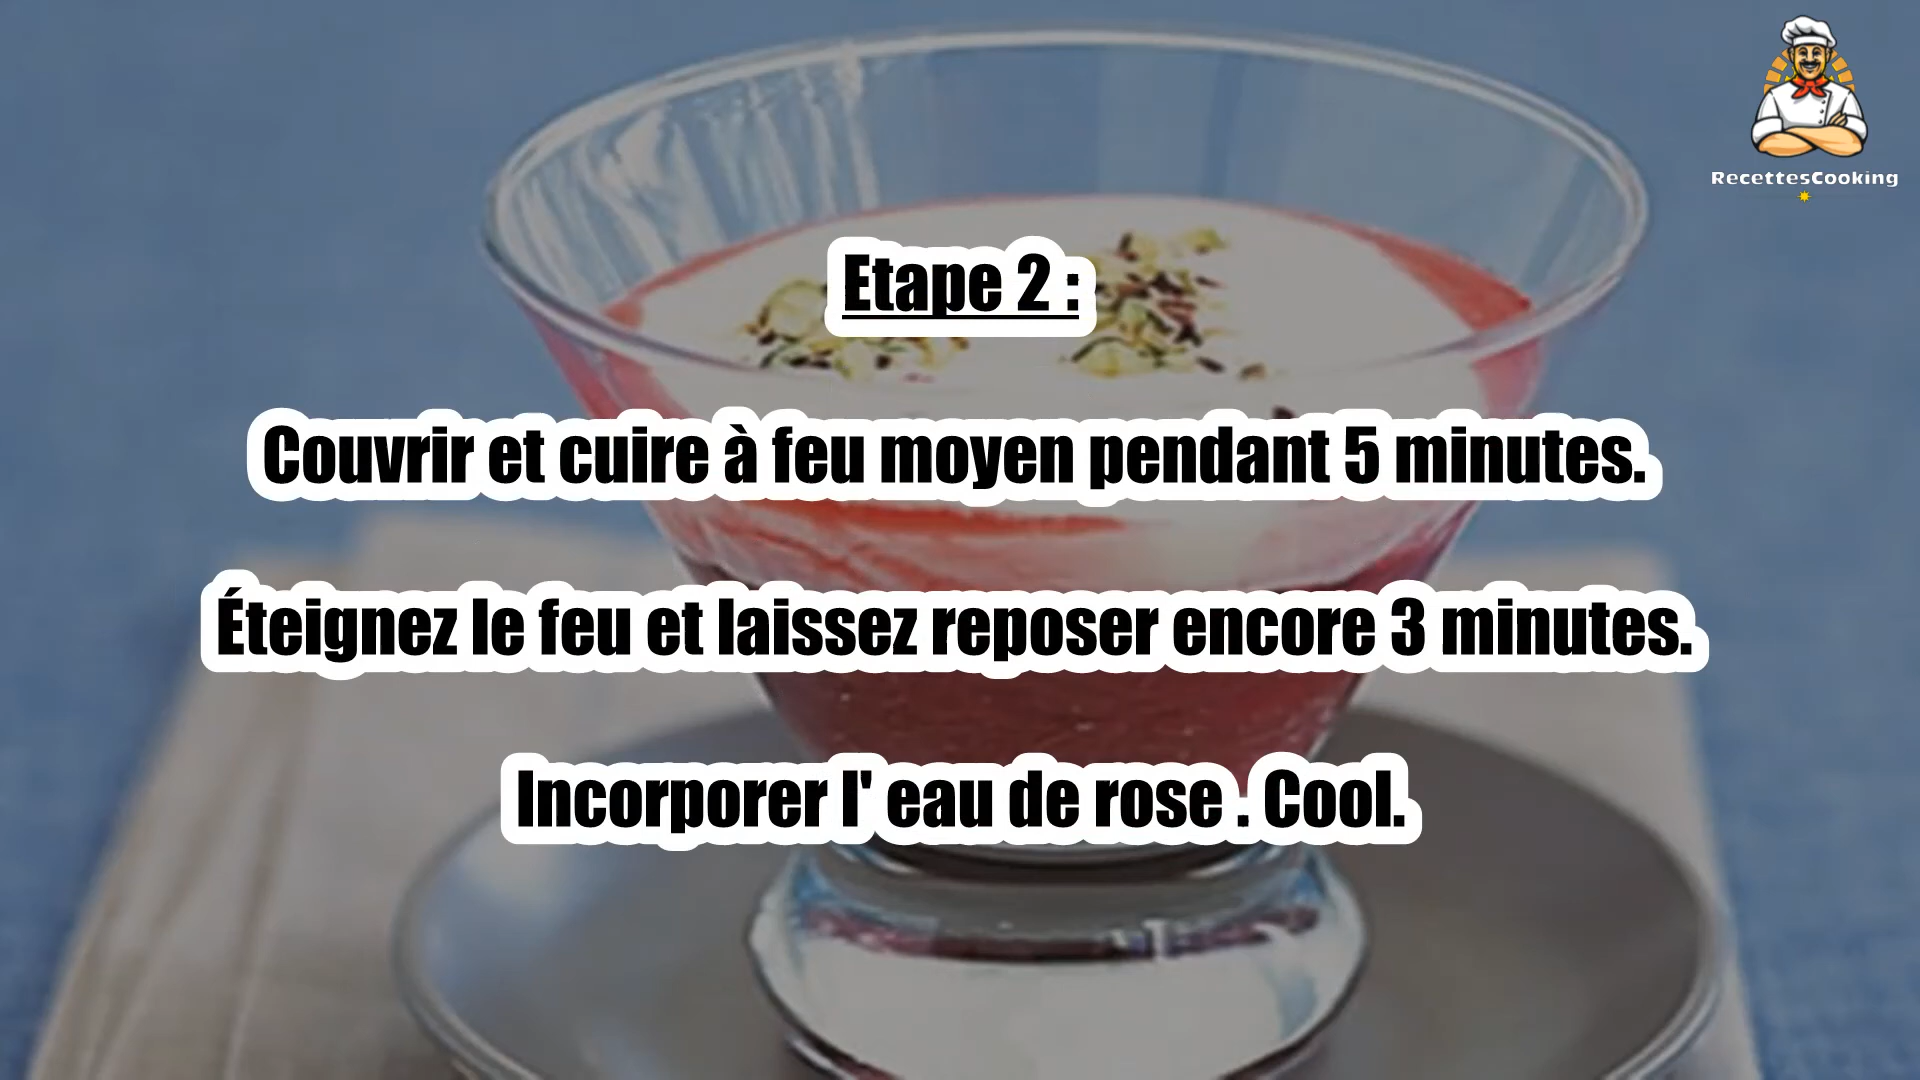 RecettesCooking
Etape 2 :
Couvrir et cuire à feu moyen pendant 5 minutes.
Éteignez le feu et laissez reposer encore 3 minutes.
Incorporer l' eau de rose . Cool.